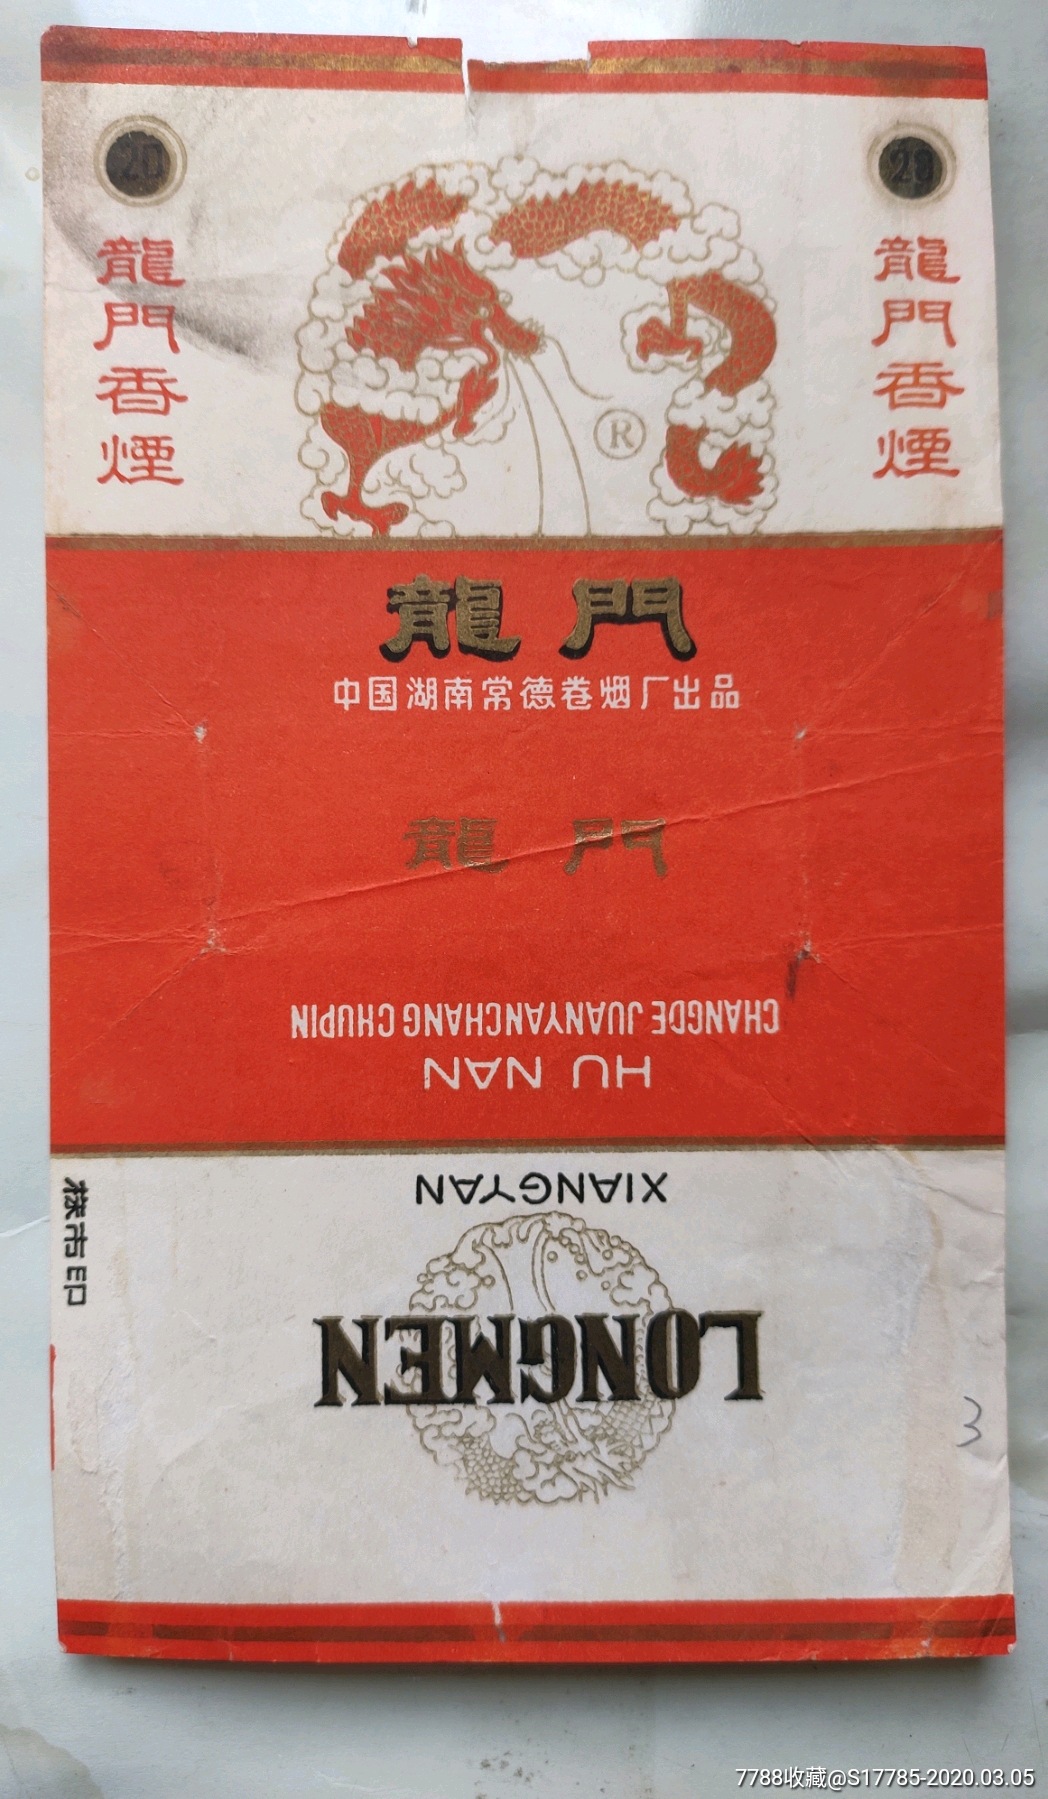 20
20
龍門香煙
龍門香煙
®
龍門
中国湖南常德卷烟厂出品
龍門
CHANGDE JUANYANCHANG CHUPIN
HU NAN
XIANGYAN
LONGMEN
株市印
3
7788收藏@S17785-2020.03.05